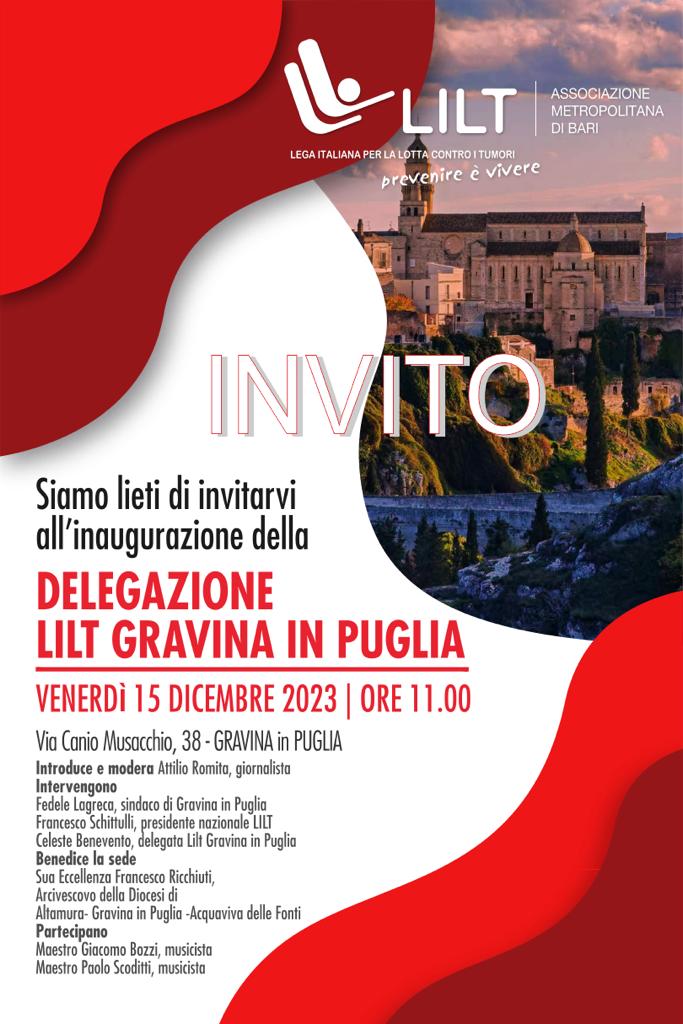 LILT
ASSOCIAZIONE
METROPOLITANA
DI BARI
LEGA ITALIANA PER LA LOTTA CONTRO I TUMORI
prevenire è vivere
INVITO
Siamo lieti di invitarvi
all'inaugurazione della
DELEGAZIONE
LILT GRAVINA IN PUGLIA
VENERDÌ 15 DICEMBRE 2023 | ORE 11.00
Via Canio Musacchio, 38 - GRAVINA in PUGLIA
Introduce e modera Attilio Romita, giornalista
Intervengono
Fedele Lagreca, sindaco di Gravina in Puglia
Francesco Schittulli, presidente nazionale LILT
Celeste Benevento, delegata Lilt Gravina in Puglia
Benedice la sede
Sua Eccellenza Francesco Ricchiuti,
Arcivescovo della Diocesi di
Altamura- Gravina in Puglia -Acquaviva delle Fonti
Partecipano
Maestro Giacomo Bozzi, musicista
Maestro Paolo Scoditti, musicista